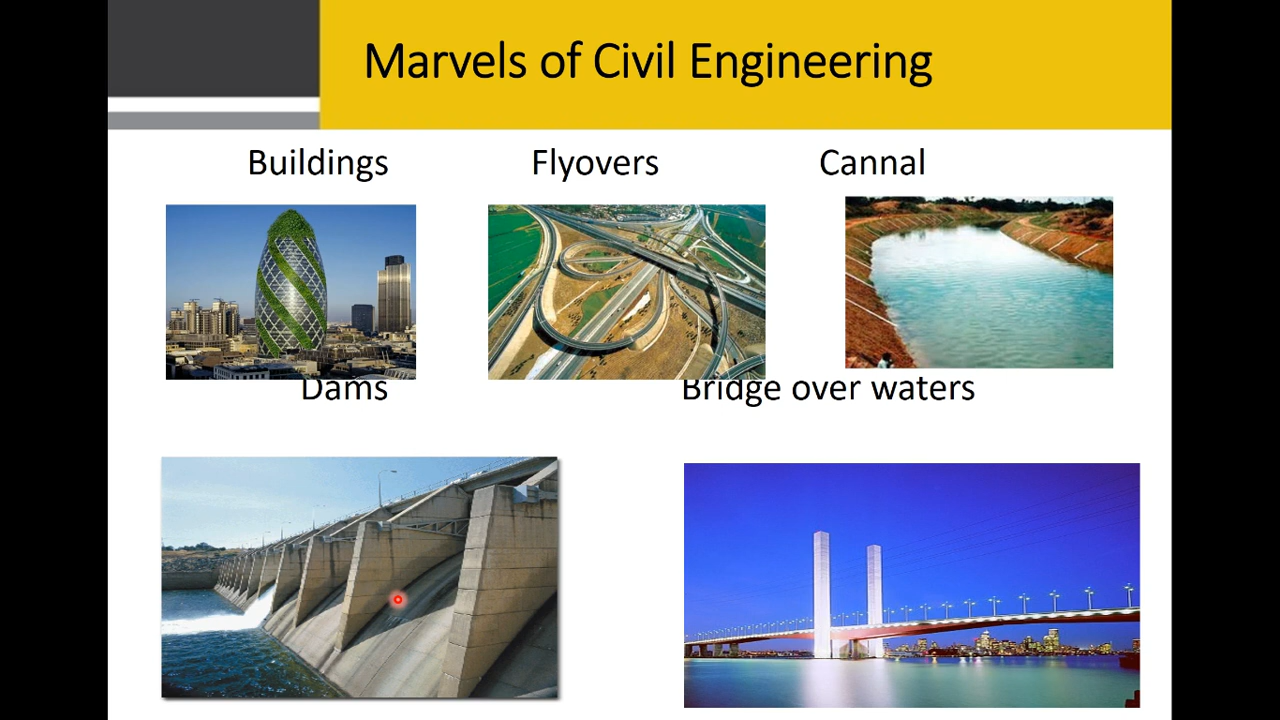 Marvels of Civil Engineering
Buildings Flyovers Cannal
Dams Bridge over waters